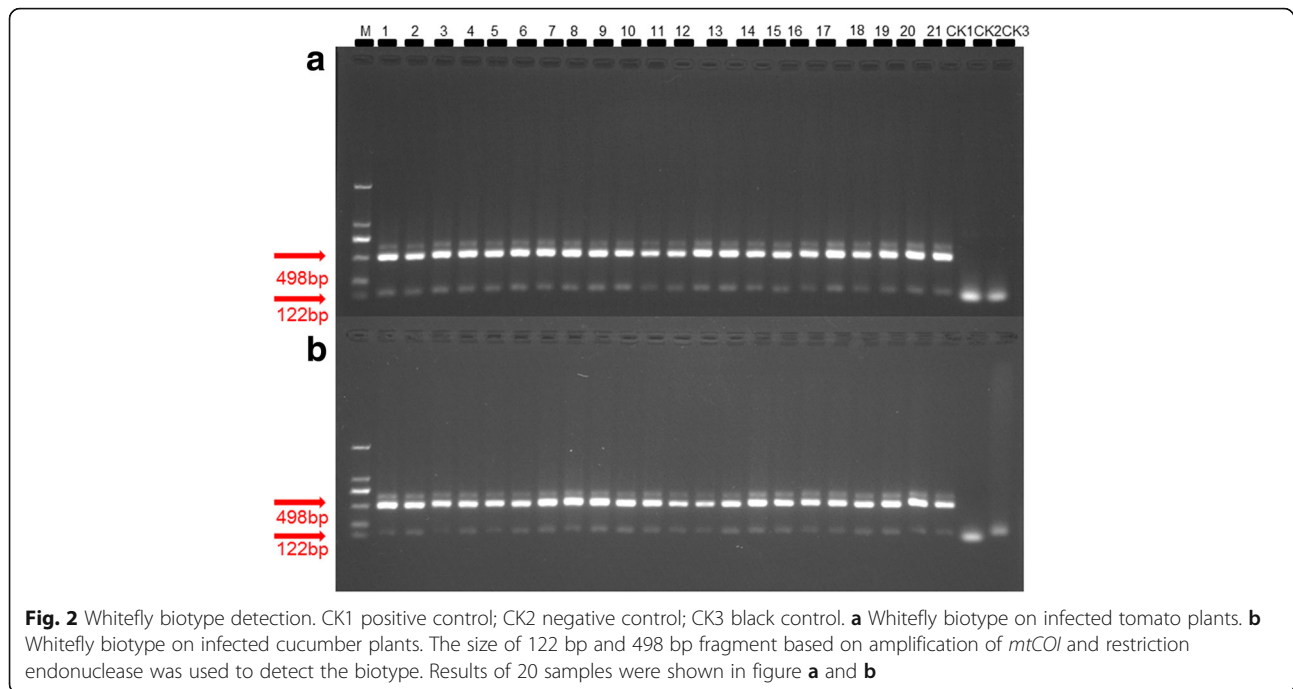 M 1 2 3 4 5 6 7 8 9 10 11 12 13 14 15 16 17 18 19 20 21 CK1CK2CK3
a
498bp
122bp
b
498bp
122bp
Fig. 2 Whitefly biotype detection. CK1 positive control; CK2 negative control; CK3 black control. a Whitefly biotype on infected tomato plants. b
Whitefly biotype on infected cucumber plants. The size of 122 bp and 498 bp fragment based on amplification of mtCOI and restriction
endonuclease was used to detect the biotype. Results of 20 samples were shown in figure a and b